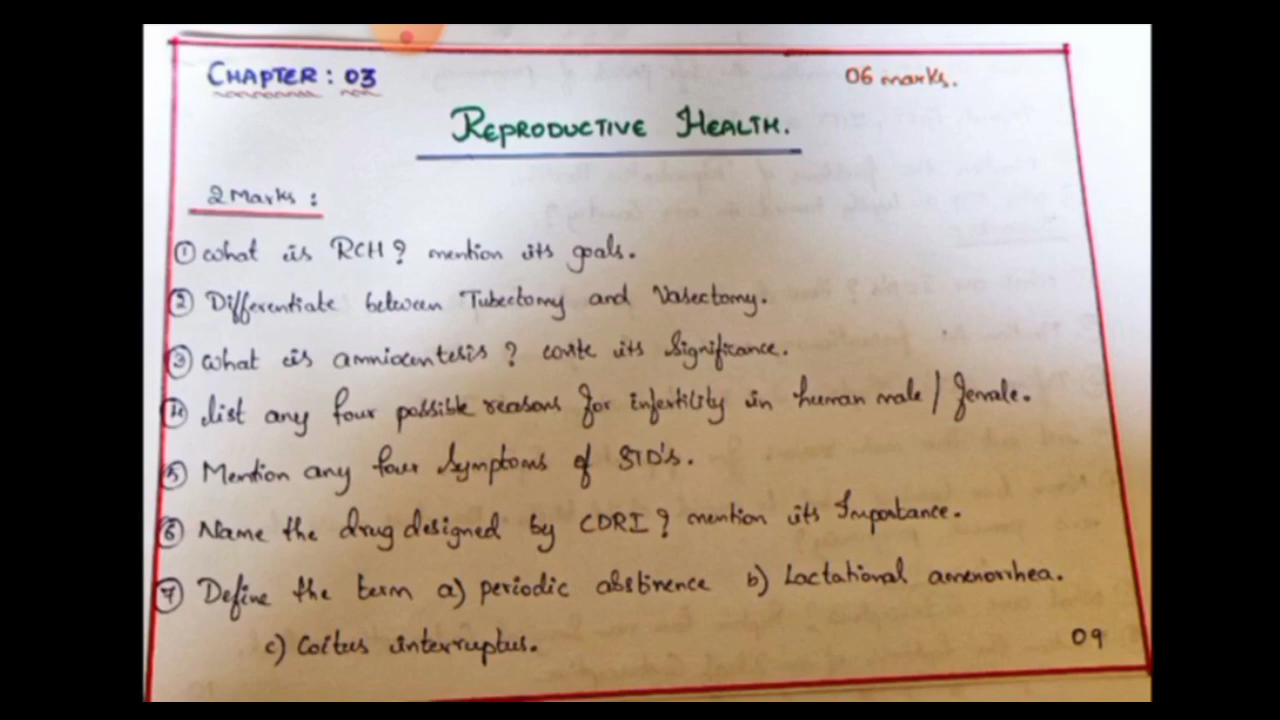 CHAPTER : 03
06 marks.
REPRODUCTIVE HEALTH.
2 Marks :
① what is RCH? mention its goals.
② Differentiate between Tubectomy and Vasectomy.
③ what is amniocentesis ? write its Significance.
④ list any four possible reasons for infertility in human male / female.
⑤ Mention any four symptoms of STD's.
⑥ Name the drug designed by CDRI? mention its Importance.
⑦ Define the term a) periodic abstinence b) Lactational amenorrhea.
c) Coitus interruptus.
09